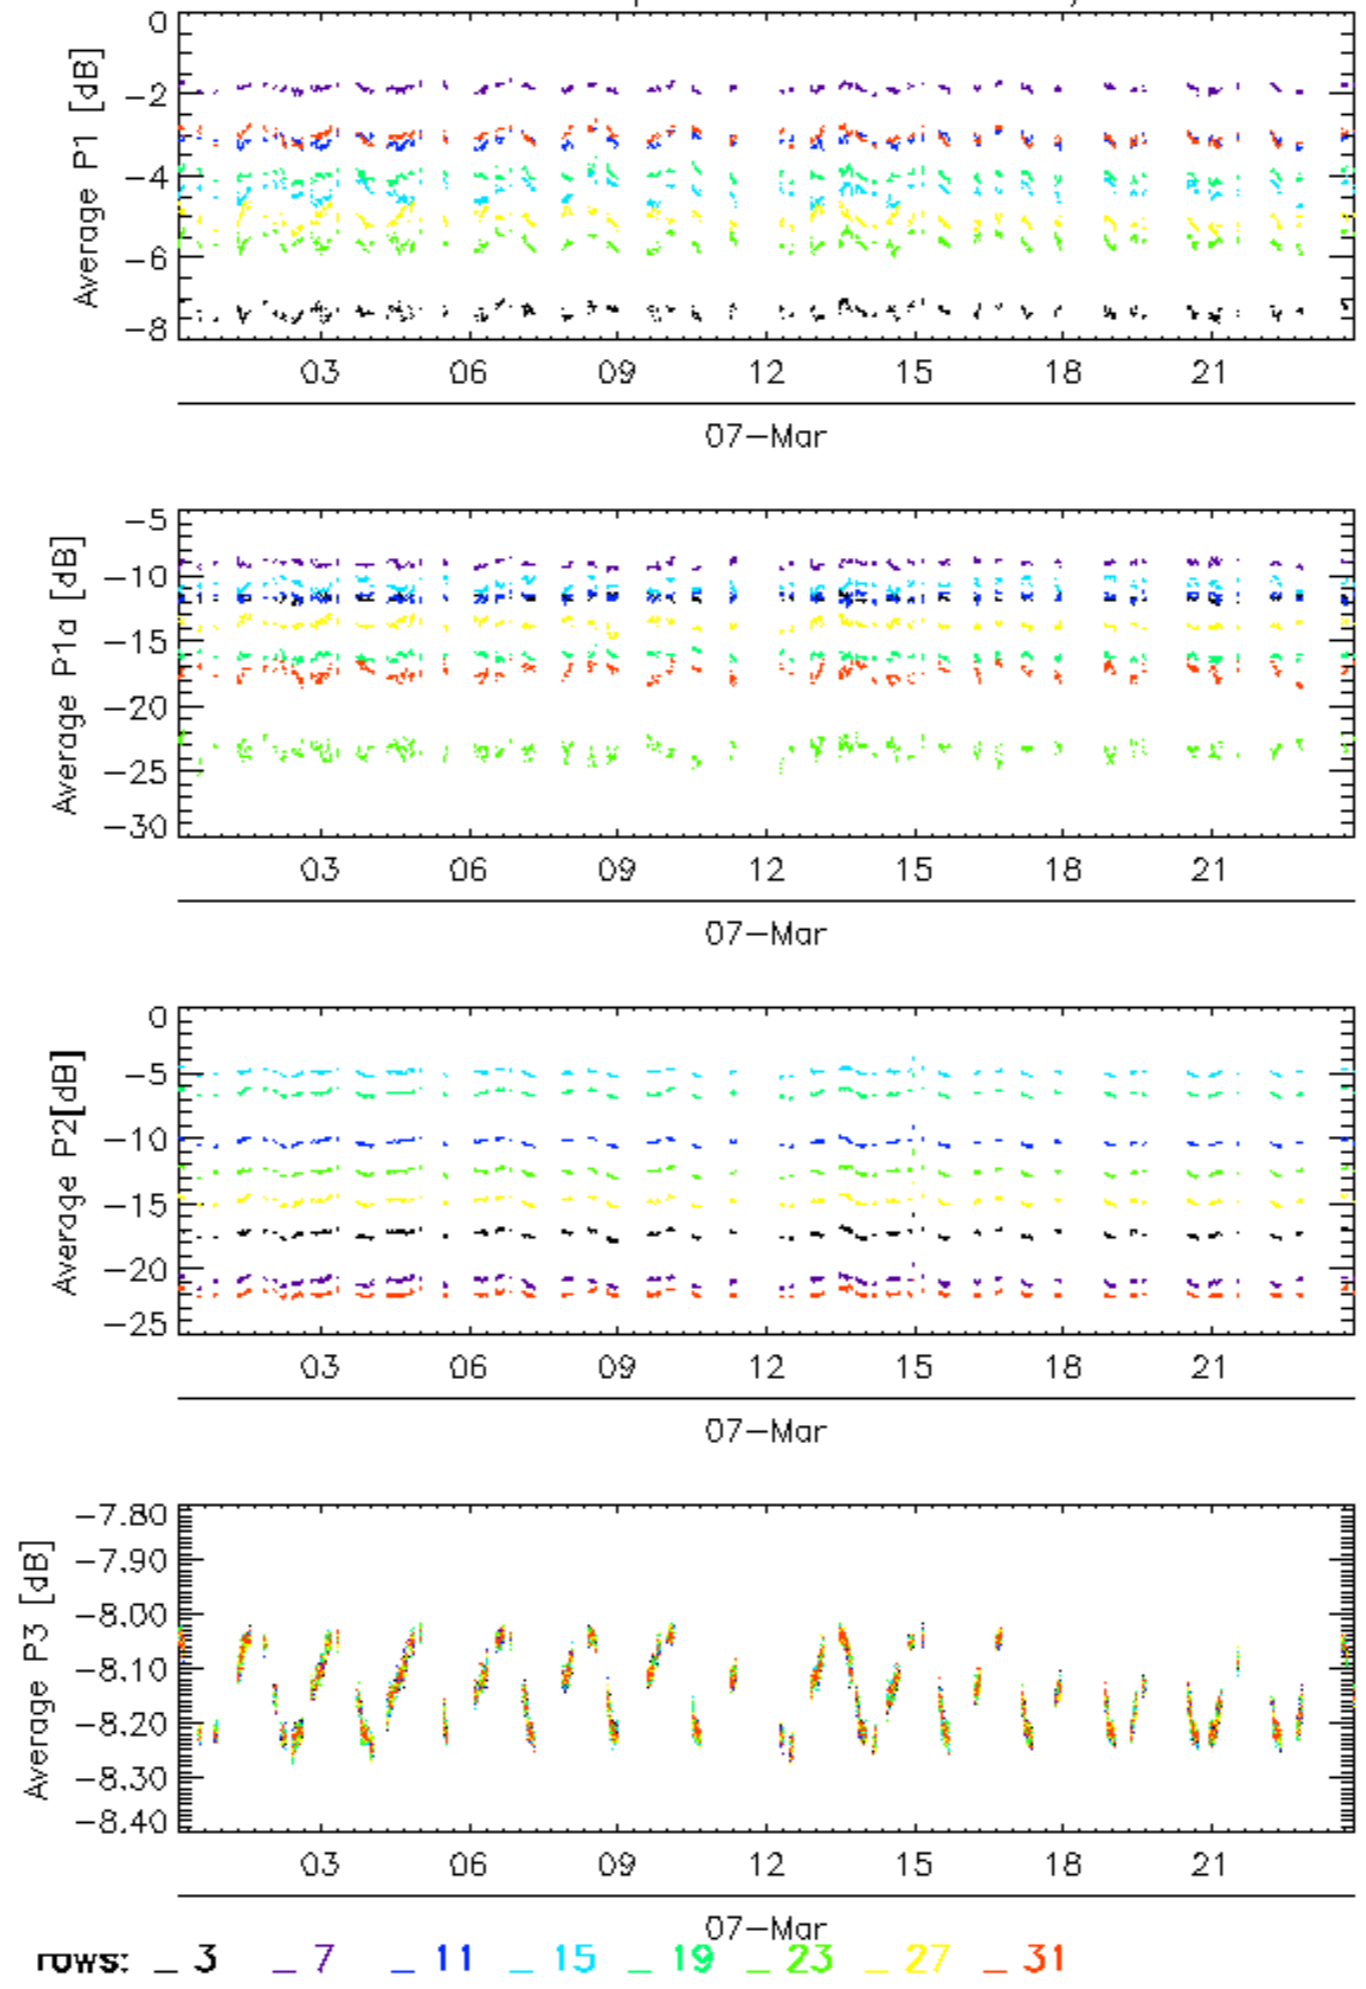 0
−2
−4
−6
−8
Average P1 [dB]
03 06 09 12 15 18 21
07−Mar
−5
−10
−15
−20
−25
−30
Average P1a [dB]
03 06 09 12 15 18 21
07−Mar
0
−5
−10
−15
−20
−25
Average P2[dB]
03 06 09 12 15 18 21
07−Mar
−7.80
−7.90
−8.00
−8.10
−8.20
−8.30
−8.40
Average P3 [dB]
03 06 09 12 15 18 21
07−Mar
rows: _ 3 _ 7 _ 11 _ 15 _ 19 _ 23 _ 27 _ 31